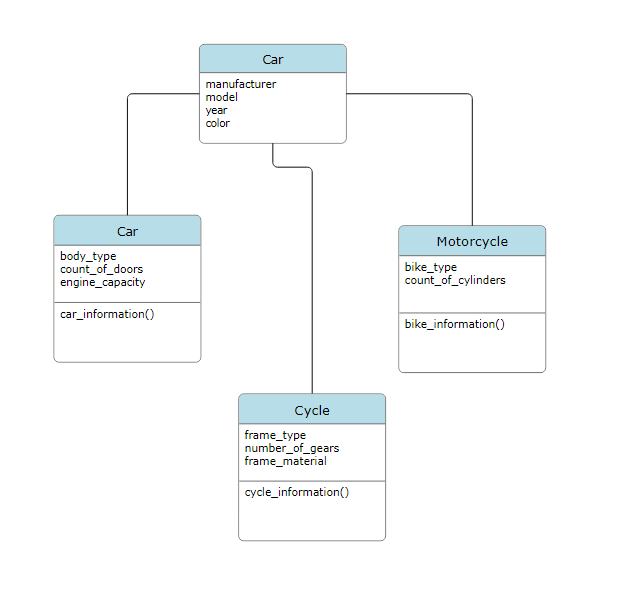 Car
manufacturer
model
year
color
Car
body_type
count_of_doors
engine_capacity
car_information()
Motorcycle
bike_type
count_of_cylinders
bike_information()
Cycle
frame_type
number_of_gears
frame_material
cycle_information()